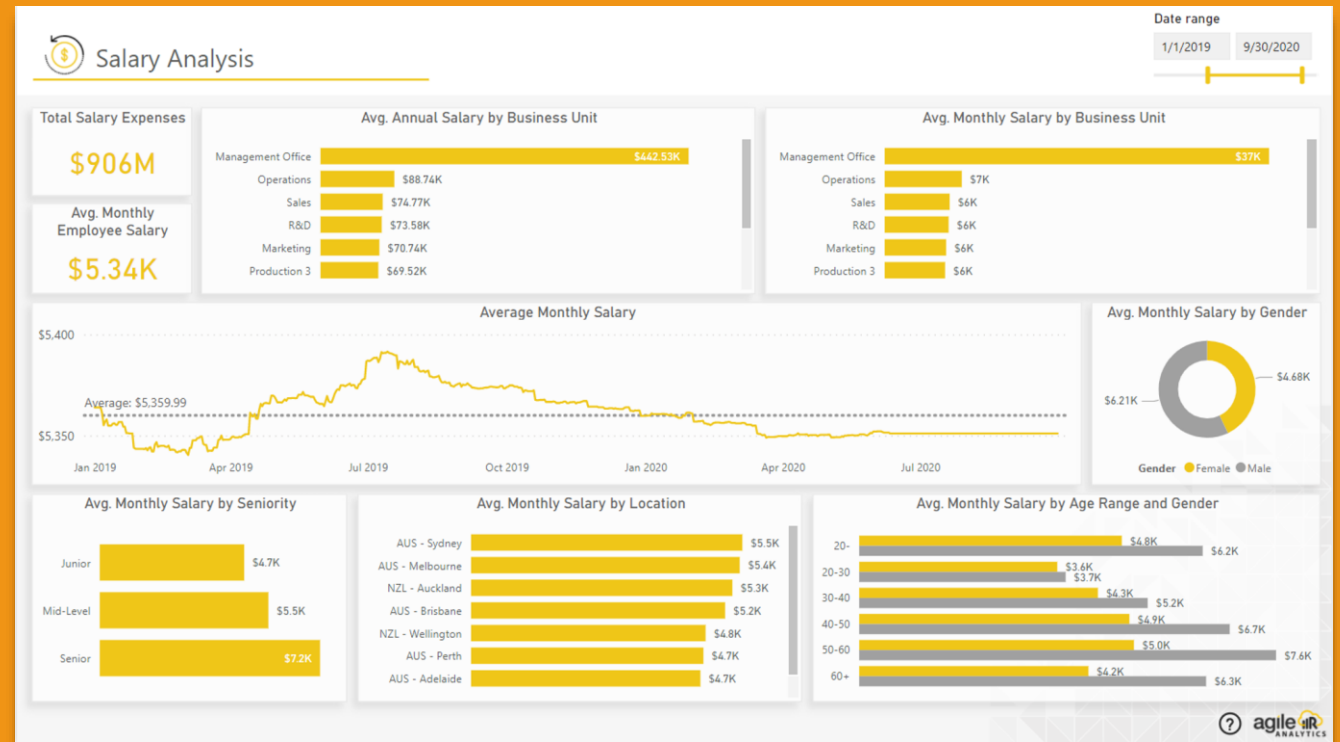 Salary Analysis
Date range
1/1/2019 9/30/2020
Total Salary Expenses
$906M
Avg. Monthly
Employee Salary
$5.34K
Avg. Annual Salary by Business Unit
Management Office $442.53K
Operations $88.74K
Sales $74.77K
R&D $73.58K
Marketing $70.74K
Production 3 $69.52K
Avg. Monthly Salary by Business Unit
Management Office $37K
Operations $7K
Sales $6K
R&D $6K
Marketing $6K
Production 3 $6K
Average Monthly Salary
$5.400
Average: $5,359.99
$5.350
Jan 2019 Apr 2019 Jul 2019 Oct 2019 Jan 2020 Apr 2020 Jul 2020
Avg. Monthly Salary by Gender
$4.68K
$6.21K
Gender Female Male
Avg. Monthly Salary by Seniority
Junior $4.7K
Mid-Level $5.5K
Senior $7.2K
Avg. Monthly Salary by Location
AUS - Sydney $5.5K
AUS - Melbourne $5.4K
NZL - Auckland $5.3K
AUS - Brisbane $5.2K
NZL - Wellington $4.8K
AUS - Perth $4.7K
AUS - Adelaide $4.7K
Avg. Monthly Salary by Age Range and Gender
20- $4.8K $6.2K
20-30 $3.6K $3.7K
30-40 $4.3K $5.2K
40-50 $4.9K $6.7K
50-60 $5.0K $7.6K
60+ $4.2K $6.3K
? agile
ANALYTICS